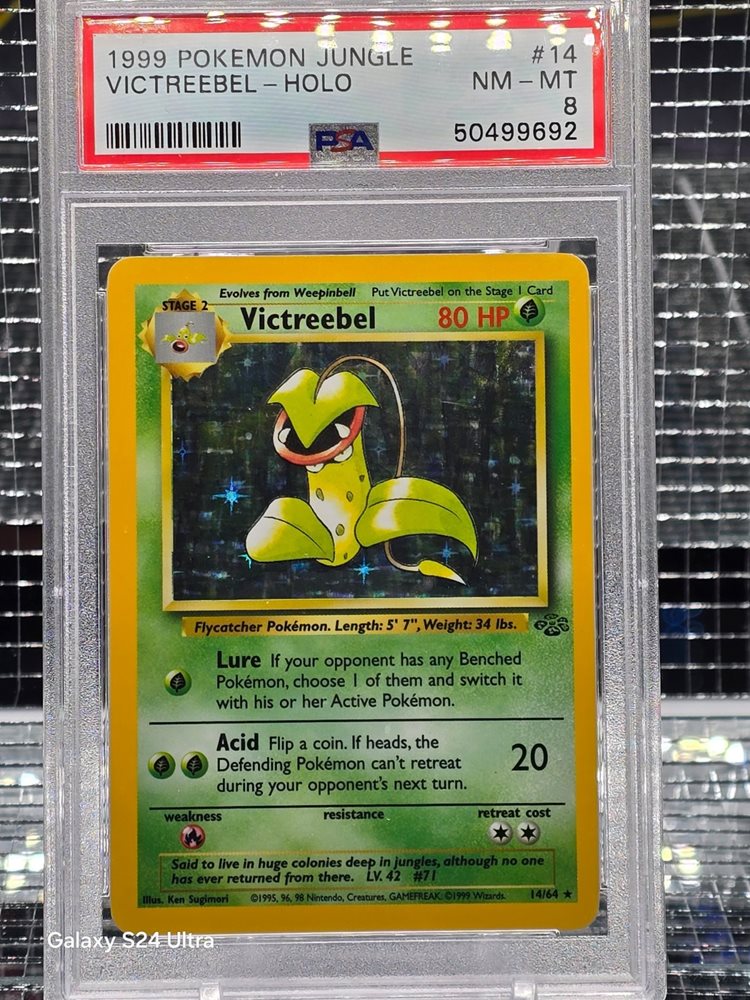 1999 POKEMON JUNGLE #14
VICTREEBEL – HOLO NM – MT
8
PSA 50499692
Evolves from Weepinbell Put Victreebel on the Stage 1 Card
STAGE 2
Victreebel 80 HP
Flycatcher Pokémon. Length: 5' 7", Weight: 34 lbs.
Lure If your opponent has any Benched
Pokémon, choose 1 of them and switch it
with his or her Active Pokémon.
Acid Flip a coin. If heads, the
Defending Pokémon can't retreat 20
during your opponent's next turn.
weakness resistance retreat cost
Said to live in huge colonies deep in jungles, although no one
has ever returned from there. LV. 42 #71
Illus. Ken Sugimori ©1995, 96, 98 Nintendo, Creatures, GAMEFREAK. ©1999 Wizards. 14/64 ★
Galaxy S24 Ultra